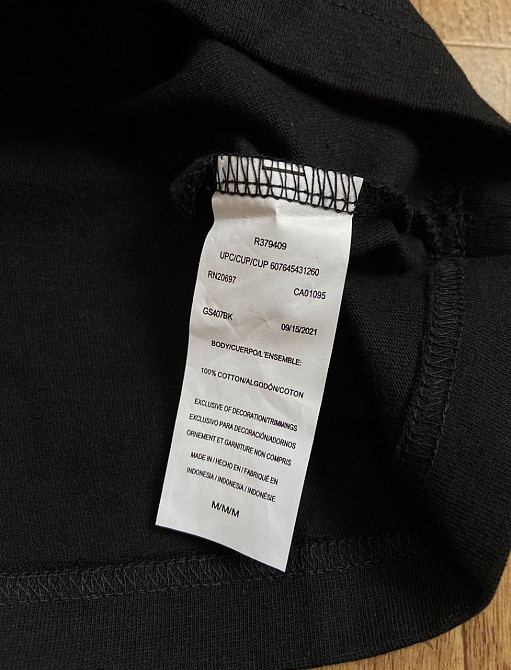 R379409
UPC/CUP/CUP 607645431260
RN20697 CA01095
GS407BK 09/15/2021
BODY/CUERPO/L'ENSEMBLE:
100% COTTON/ALGODÓN/COTON
EXCLUSIVE OF DECORATION/TRIMMINGS
EXCLUSIVO PARA DECORACIÓN/ADORNOS
ORNEMENT ET GARNITURE NON COMPRIS
MADE IN / HECHO EN / FABRIQUÉ EN
INDONESIA / INDONESIA / INDONÉSIE
M/M/M